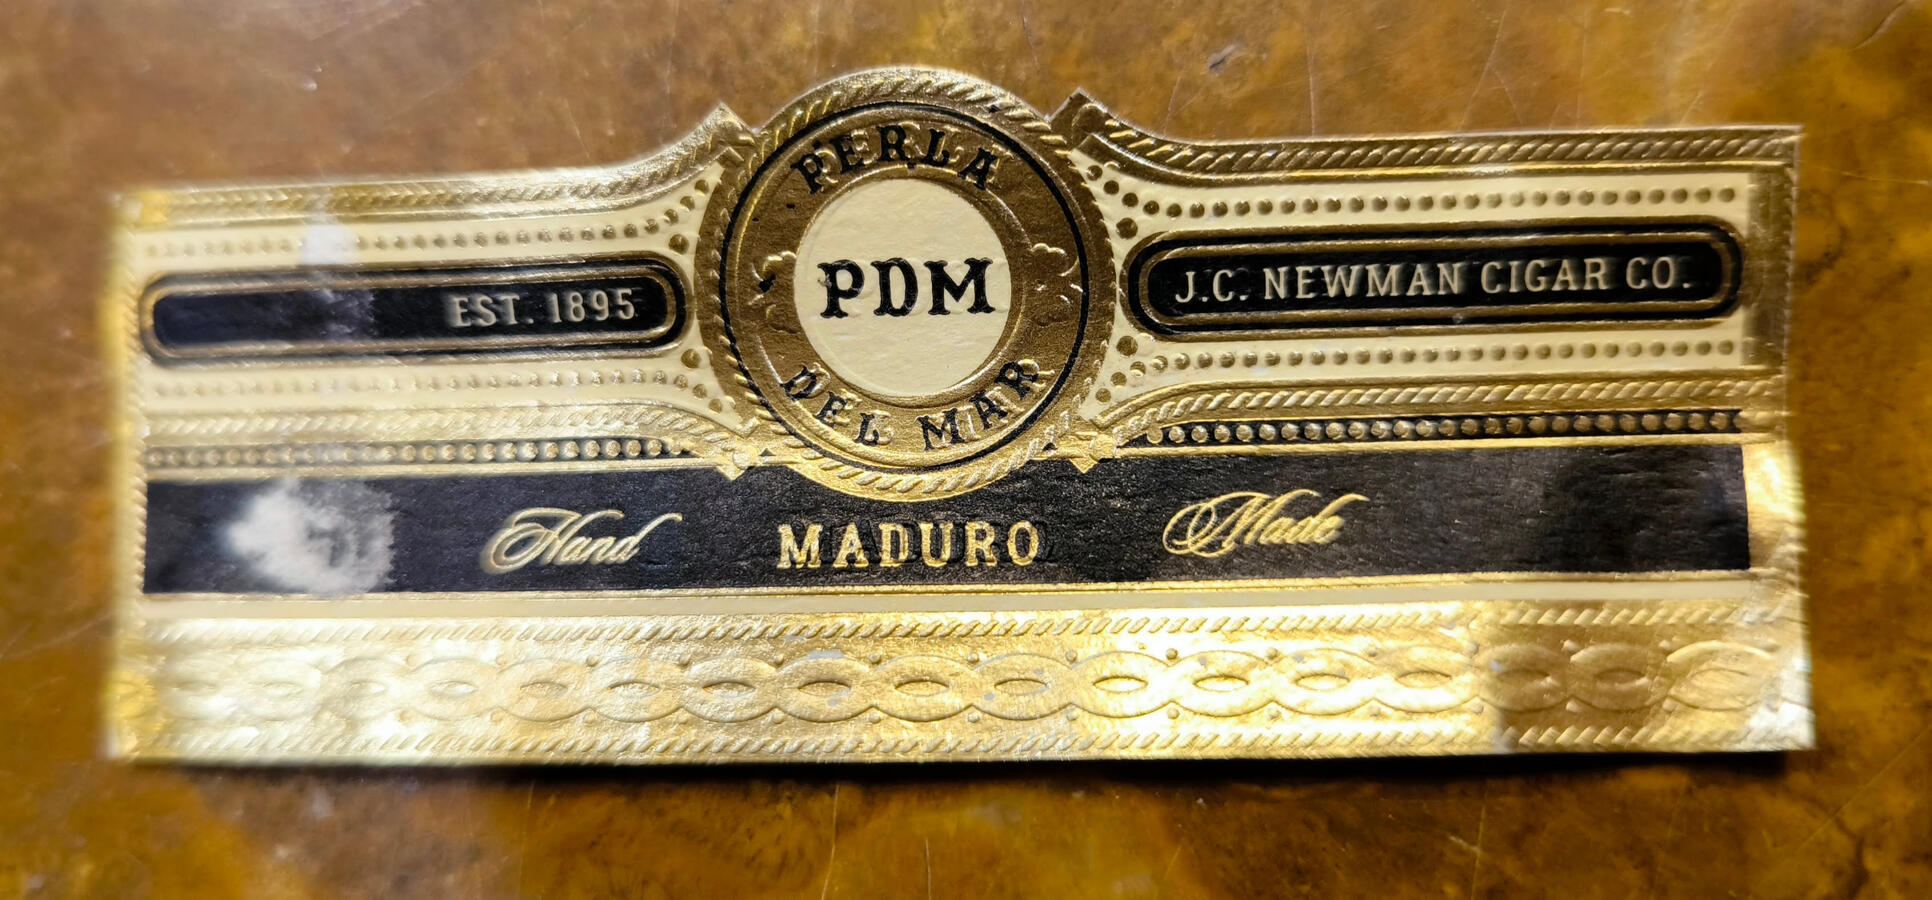 PERLA
EST. 1895
PDM
J.C. NEWMAN CIGAR CO.
DEL MAR
Hand MADURO Made